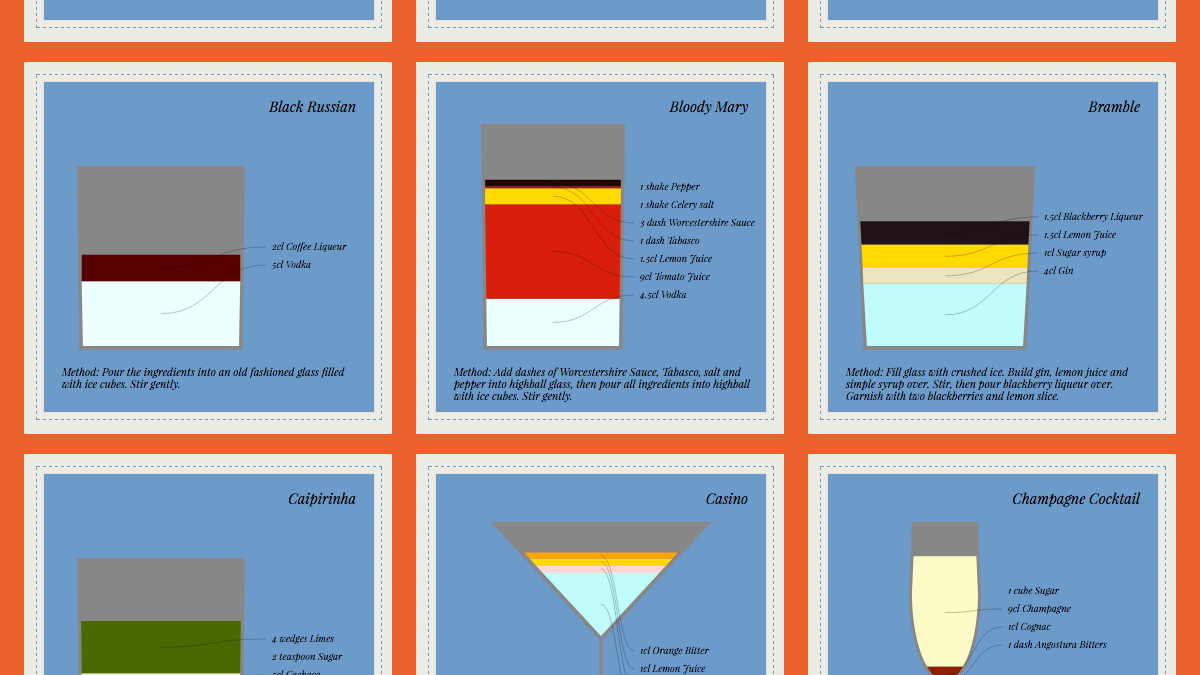 Black Russian
2cl Coffee Liqueur
5cl Vodka
Method: Pour the ingredients into an old fashioned glass filled
with ice cubes. Stir gently.
Bloody Mary
1 shake Pepper
1 shake Celery salt
3 dash Worcestershire Sauce
1 dash Tabasco
1.5cl Lemon Juice
9cl Tomato Juice
4.5cl Vodka
Method: Add dashes of Worcestershire Sauce, Tabasco, salt and
pepper into highball glass, then pour all ingredients into highball
with ice cubes. Stir gently.
Bramble
1.5cl Blackberry Liqueur
1.5cl Lemon Juice
1cl Sugar syrup
4cl Gin
Method: Fill glass with crushed ice. Build gin, lemon juice and
simple syrup over. Stir, then pour blackberry liqueur over.
Garnish with two blackberries and lemon slice.
Caipirinha
4 wedges Limes
2 teaspoon Sugar
Casino
1cl Orange Bitter
1cl Lemon Juice
Champagne Cocktail
1 cube Sugar
9cl Champagne
1cl Cognac
1 dash Angostura Bitters